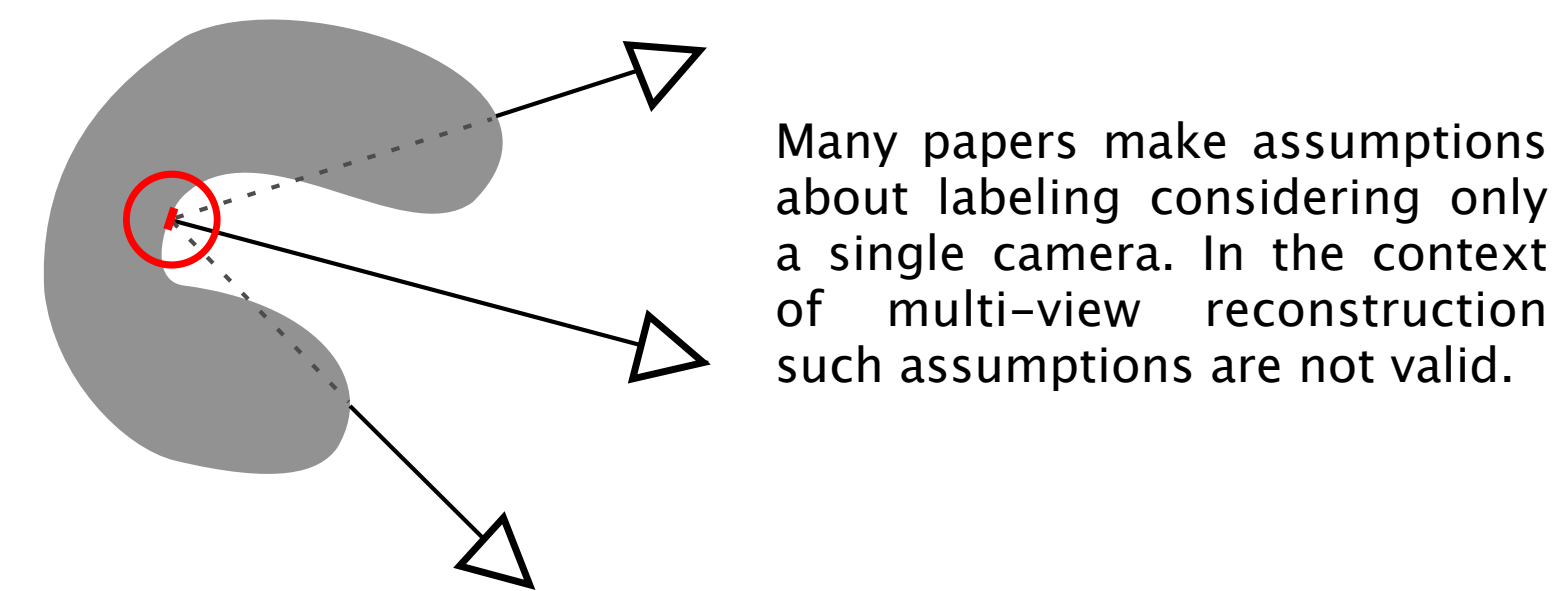 Many papers make assumptions
about labeling considering only
a single camera. In the context
of multi-view reconstruction
such assumptions are not valid.